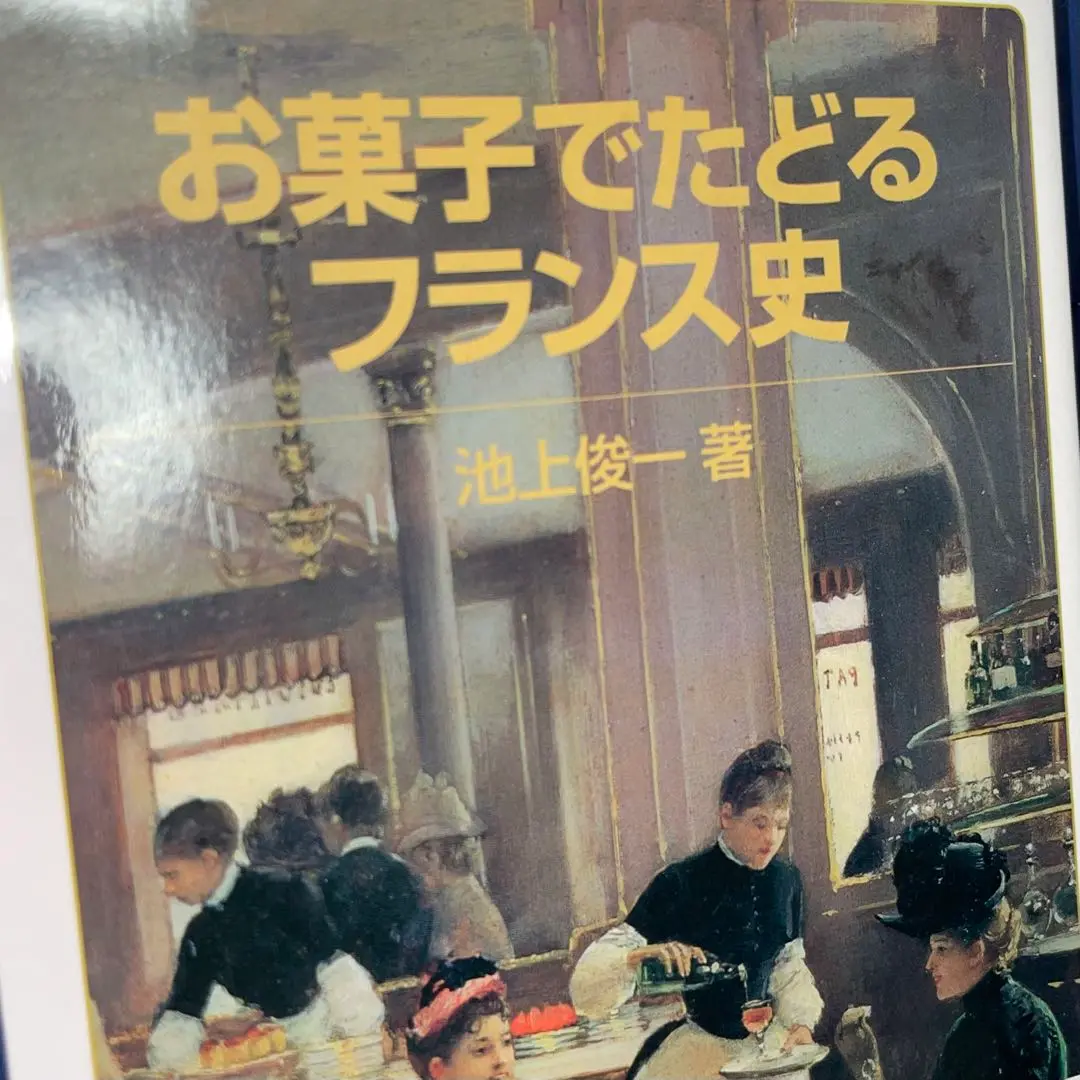 お菓子でたどる
フランス史
池上俊一 著